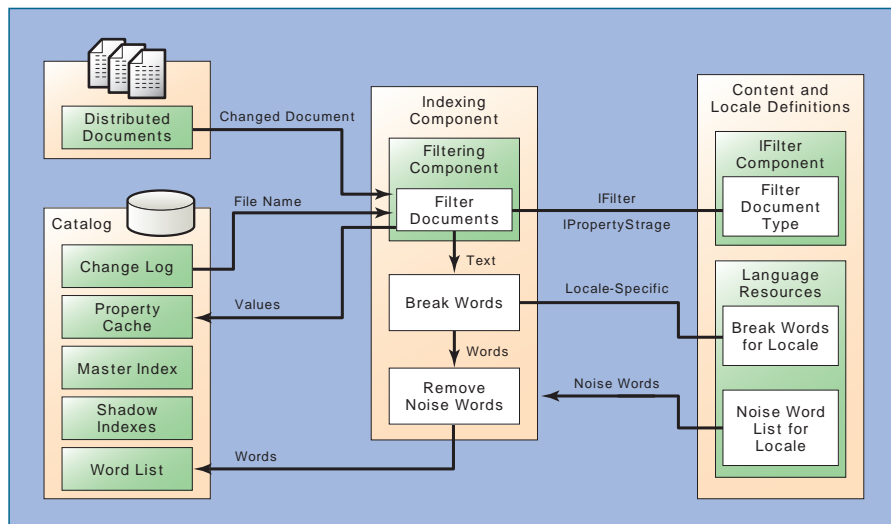 Distributed
Documents
Changed Document
Catalog
File Name
Change Log
Property
Cache
Values
Master Index
Shadow
Indexes
Word List
Words
Indexing
Component
Filtering
Component
Filter
Documents
Text
Break Words
Words
Remove
Noise Words
IFilter
IPropertyStrage
Locale-Specific
Noise Words
Content and
Locale Definitions
IFilter
Component
Filter
Document
Type
Language
Resources
Break Words
for Locale
Noise Word
List for
Locale